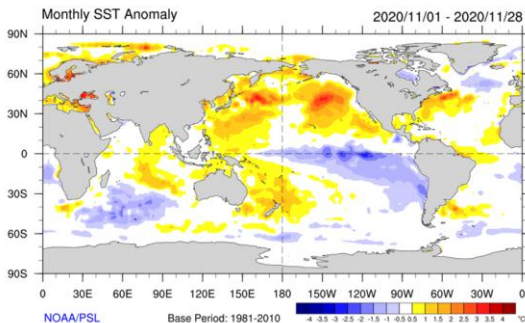 Monthly SST Anomaly 2020/11/01 - 2020/11/28
90N
60N
30N
0
30S
60S
90S
0 30E 60E 90E 120E 150E 180 150W 120W 90W 60W 30W 0
NOAA/PSL Base Period: 1981-2010 -4 -3.5 -3 -2.5 -2 -1.5 -1 -0.5 0.5 1 1.5 2 2.5 3 3.5 4 °C